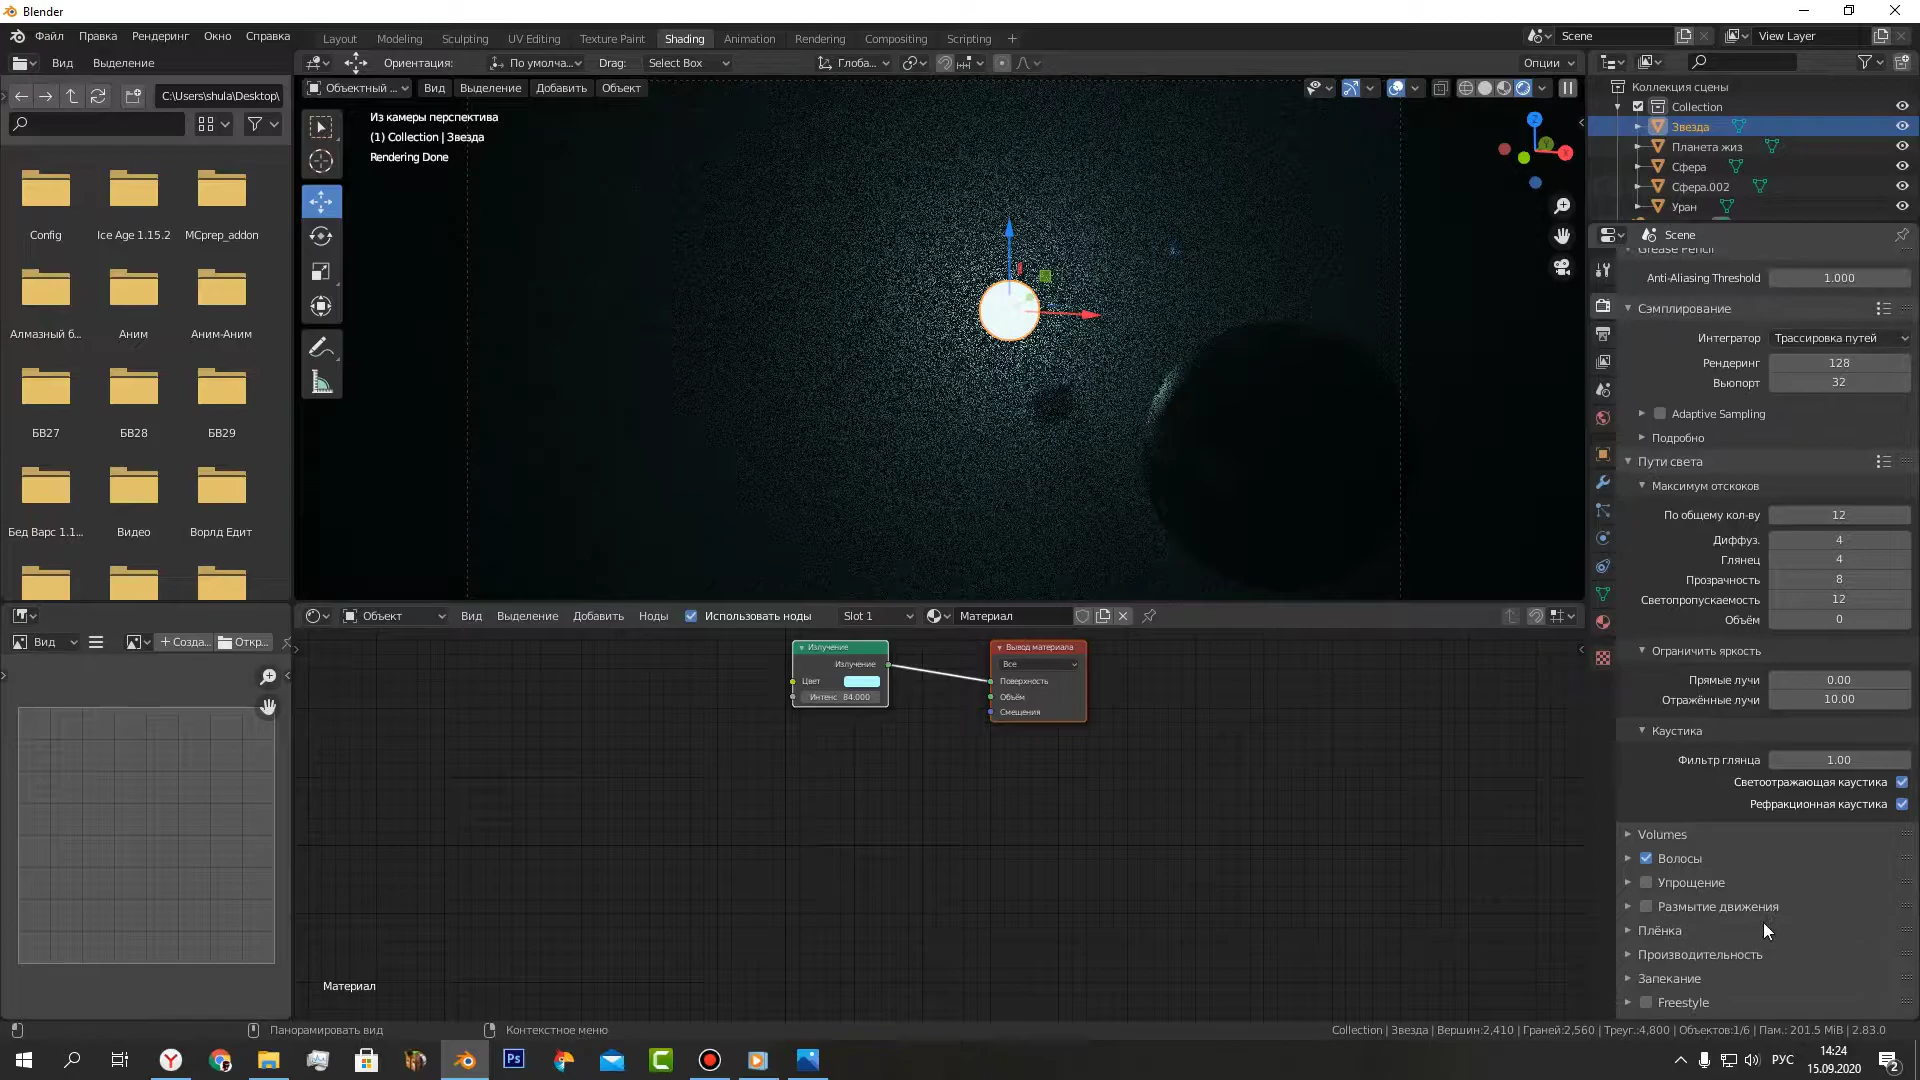 Blender
Файл Правка Рендеринг Окно Справка
Layout Modeling Sculpting UV Editing Texture Paint Shading Animation Rendering Compositing Scripting +
Scene
View Layer
Вид Выделение
Ориентация: По умолча... Drag: Select Box
Глоба...
Опции
C:\Users\shula\Desktop\
Объектный ... Вид Выделение Добавить Объект
Из камеры перспектива
(1) Collection | Звезда
Rendering Done
Config
Ice Age 1.15.2
MCprep_addon
Алмазный б...
Аним
Аним-Аним
БВ27
БВ28
БВ29
Бед Варс 1.1...
Видео
Ворлд Едит
Z
X
Коллекция сцены
Collection
Звезда
Планета жиз
Сфера
Сфера.002
Уран
Scene
Grease Pencil
Anti-Aliasing Threshold 1.000
Сэмплирование
Интегратор Трассировка путей
Рендеринг 128
Вьюпорт 32
Adaptive Sampling
Подробно
Пути света
Максимум отскоков
По общему кол-ву 12
Диффуз. 4
Глянец 4
Прозрачность 8
Светопропускаемость 12
Объём 0
Ограничить яркость
Прямые лучи 0.00
Отражённые лучи 10.00
Каустика
Фильтр глянца 1.00
Светоотражающая каустика
Рефракционная каустика
Volumes
Волосы
Упрощение
Размытие движения
Плёнка
Производительность
Запекание
Freestyle
Объект Вид Выделение Добавить Ноды Использовать ноды Slot 1 Материал
Вид
+ Созда... Откр...
Излучение
Излучение
Цвет
Интенс 84.000
Вывод материала
Все
Поверхность
Объём
Смещения
Материал
Панорамировать вид
Контекстное меню
Collection | Звезда | Вершин:2,410 | Граней:2,560 | Треуг.:4,800 | Объектов:1/6 | Пам.: 201.5 MiB | 2.83.0
Ps
РУС
14:24
15.09.2020
2